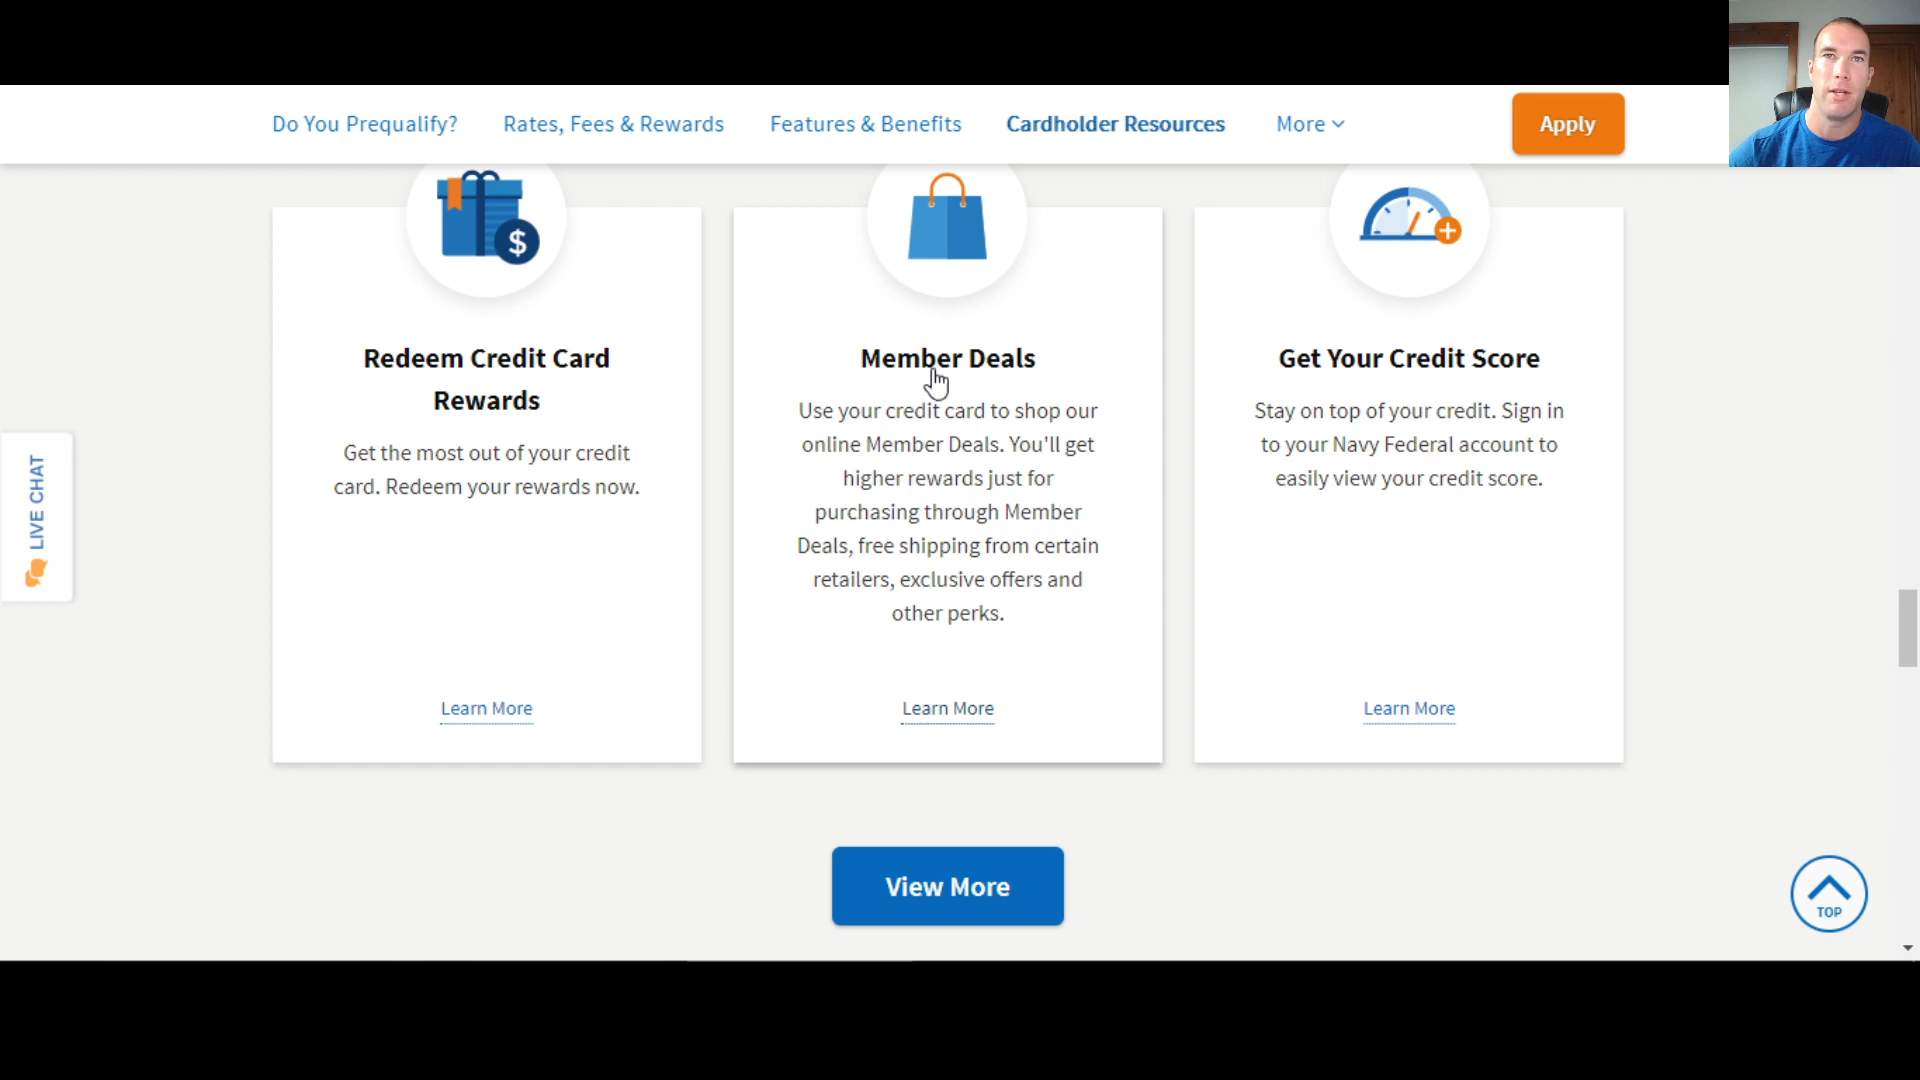 Do You Prequalify? Rates, Fees & Rewards Features & Benefits Cardholder Resources More Apply
$
Redeem Credit Card
Rewards
Get the most out of your credit
card. Redeem your rewards now.
Learn More
Member Deals
Use your credit card to shop our
online Member Deals. You'll get
higher rewards just for
purchasing through Member
Deals, free shipping from certain
retailers, exclusive offers and
other perks.
Learn More
Get Your Credit Score
Stay on top of your credit. Sign in
to your Navy Federal account to
easily view your credit score.
Learn More
LIVE CHAT
View More
TOP